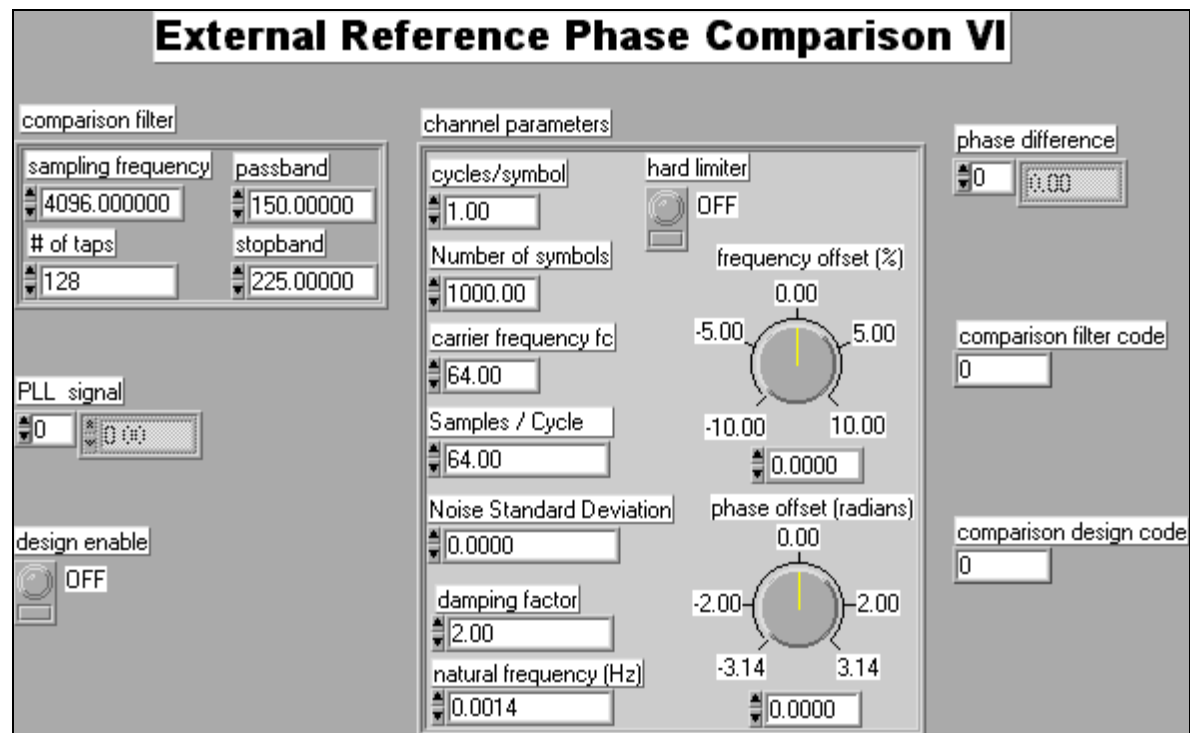 External Reference Phase Comparison VI
comparison filter
sampling frequency
4096.000000
passband
150.00000
# of taps
128
stopband
225.00000
PLL signal
0
0.00
design enable
OFF
channel parameters
cycles/symbol
1.00
hard limiter
OFF
Number of symbols
1000.00
carrier frequency fc
64.00
Samples / Cycle
64.00
Noise Standard Deviation
0.0000
damping factor
2.00
natural frequency (Hz)
0.0014
frequency offset (%)
0.00
-5.00
5.00
-10.00
10.00
0.0000
phase offset (radians)
0.00
-2.00
2.00
-3.14
3.14
0.0000
phase difference
0
0.00
comparison filter code
0
comparison design code
0